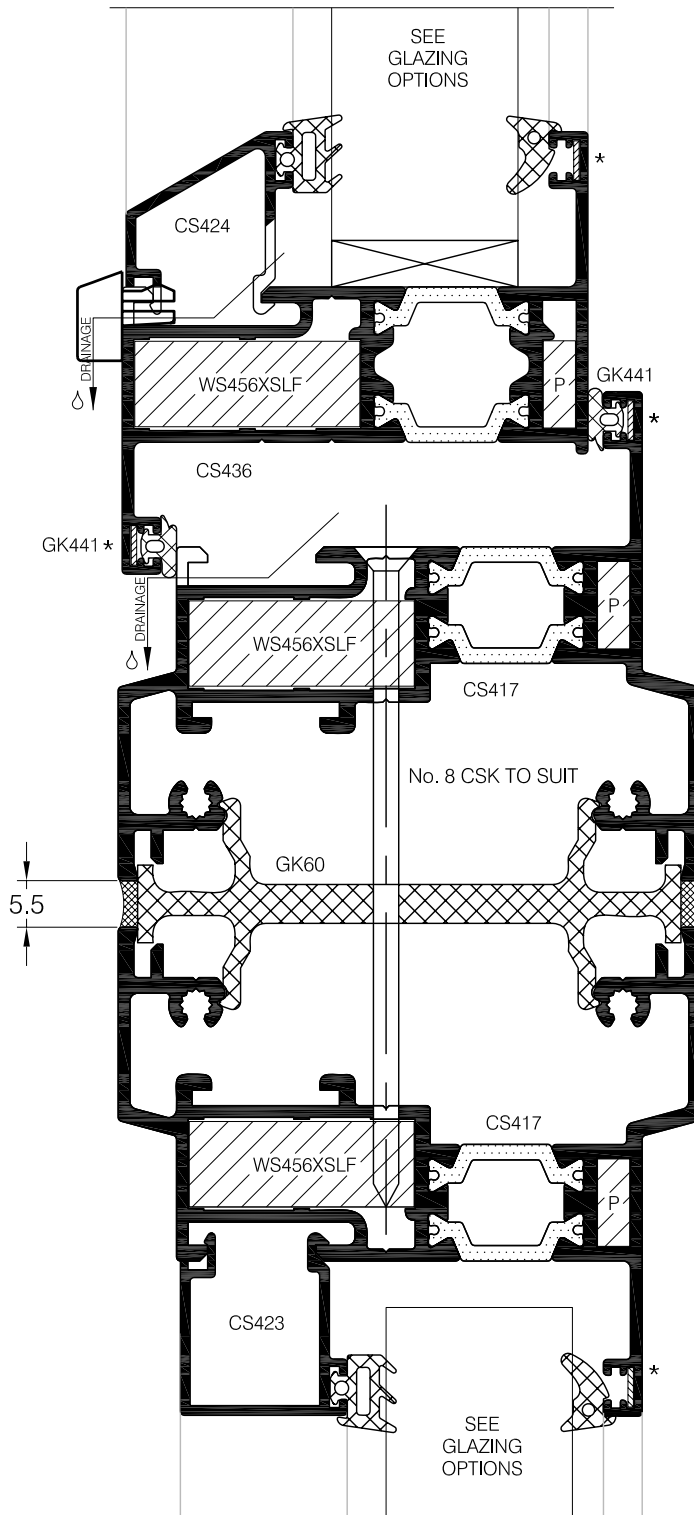 SEE
GLAZING
OPTIONS
*
CS424
DRAINAGE
WS456XSLF
P
GK441
*
CS436
GK441 *
DRAINAGE
P
WS456XSLF
CS417
No. 8 CSK TO SUIT
GK60
5.5
CS417
WS456XSLF
P
CS423
*
SEE
GLAZING
OPTIONS